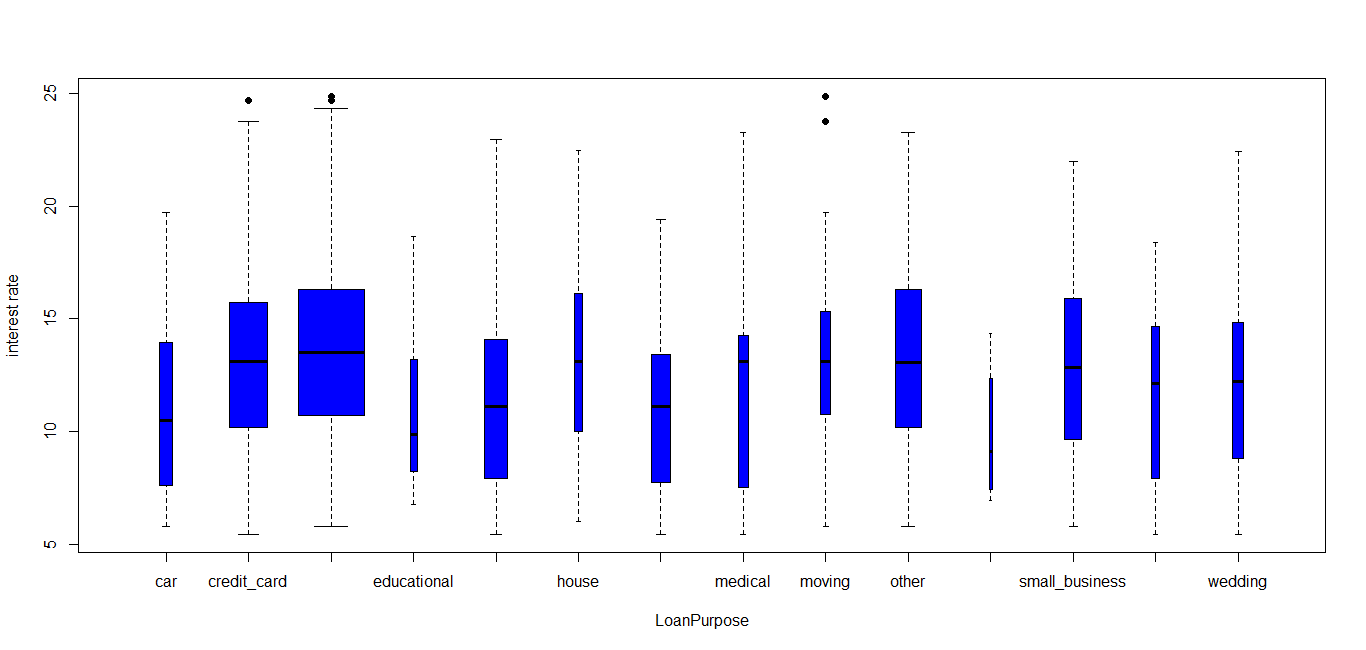 25
20
15
10
5
interest rate
car credit_card educational house medical moving other small_business wedding
LoanPurpose